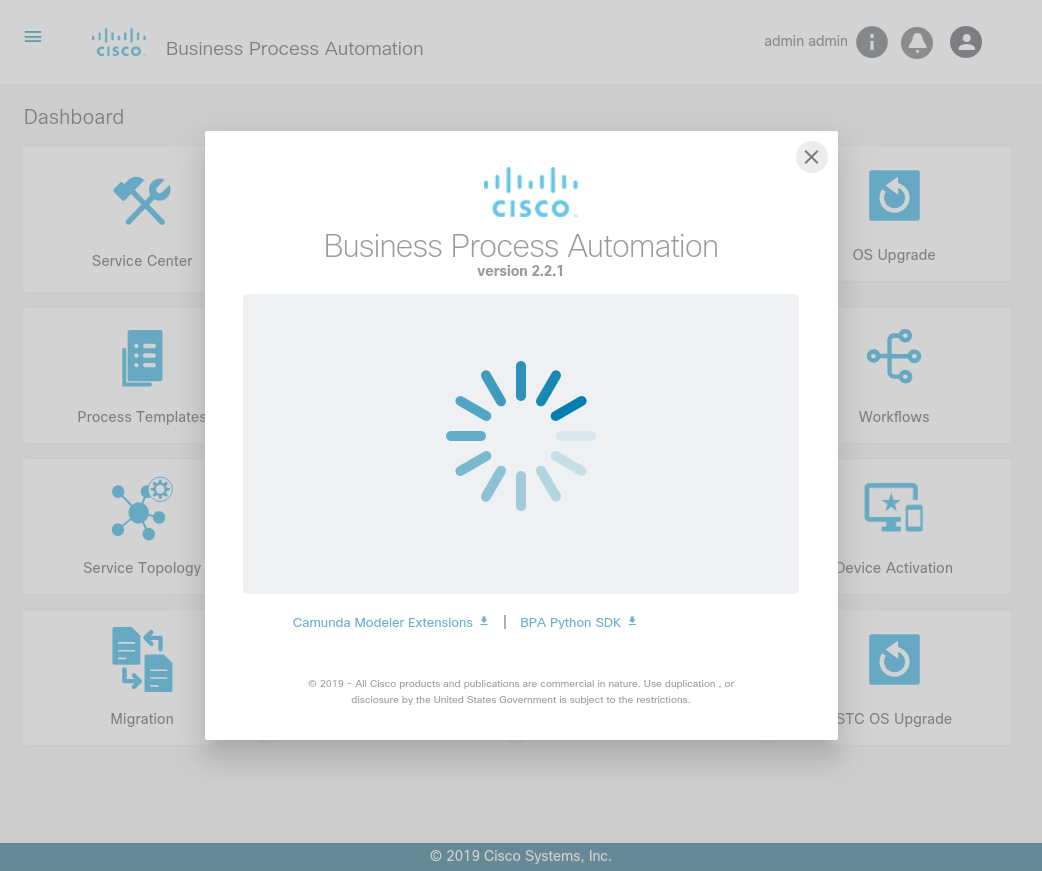 CISCO
Business Process Automation
admin admin
Dashboard
Service Center
OS Upgrade
Process Templates
Workflows
Service Topology
Device Activation
Migration
STC OS Upgrade
CISCO
Business Process Automation
version 2.2.1
Camunda Modeler Extensions | BPA Python SDK
© 2019 - All Cisco products and publications are commercial in nature. Use duplication , or
disclosure by the United States Government is subject to the restrictions.
© 2019 Cisco Systems, Inc.